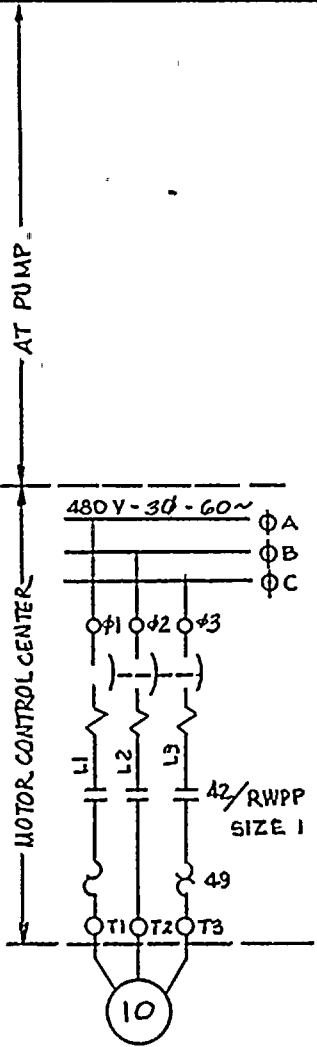 AT PUMP
480 V - 3Ø - 60~
ϕA
ϕB
ϕC
MOTOR CONTROL CENTER
ϕ1 ϕ2 ϕ3
L1 L2 L3
42/RWPP
SIZE 1
49
T1 T2 T3
10